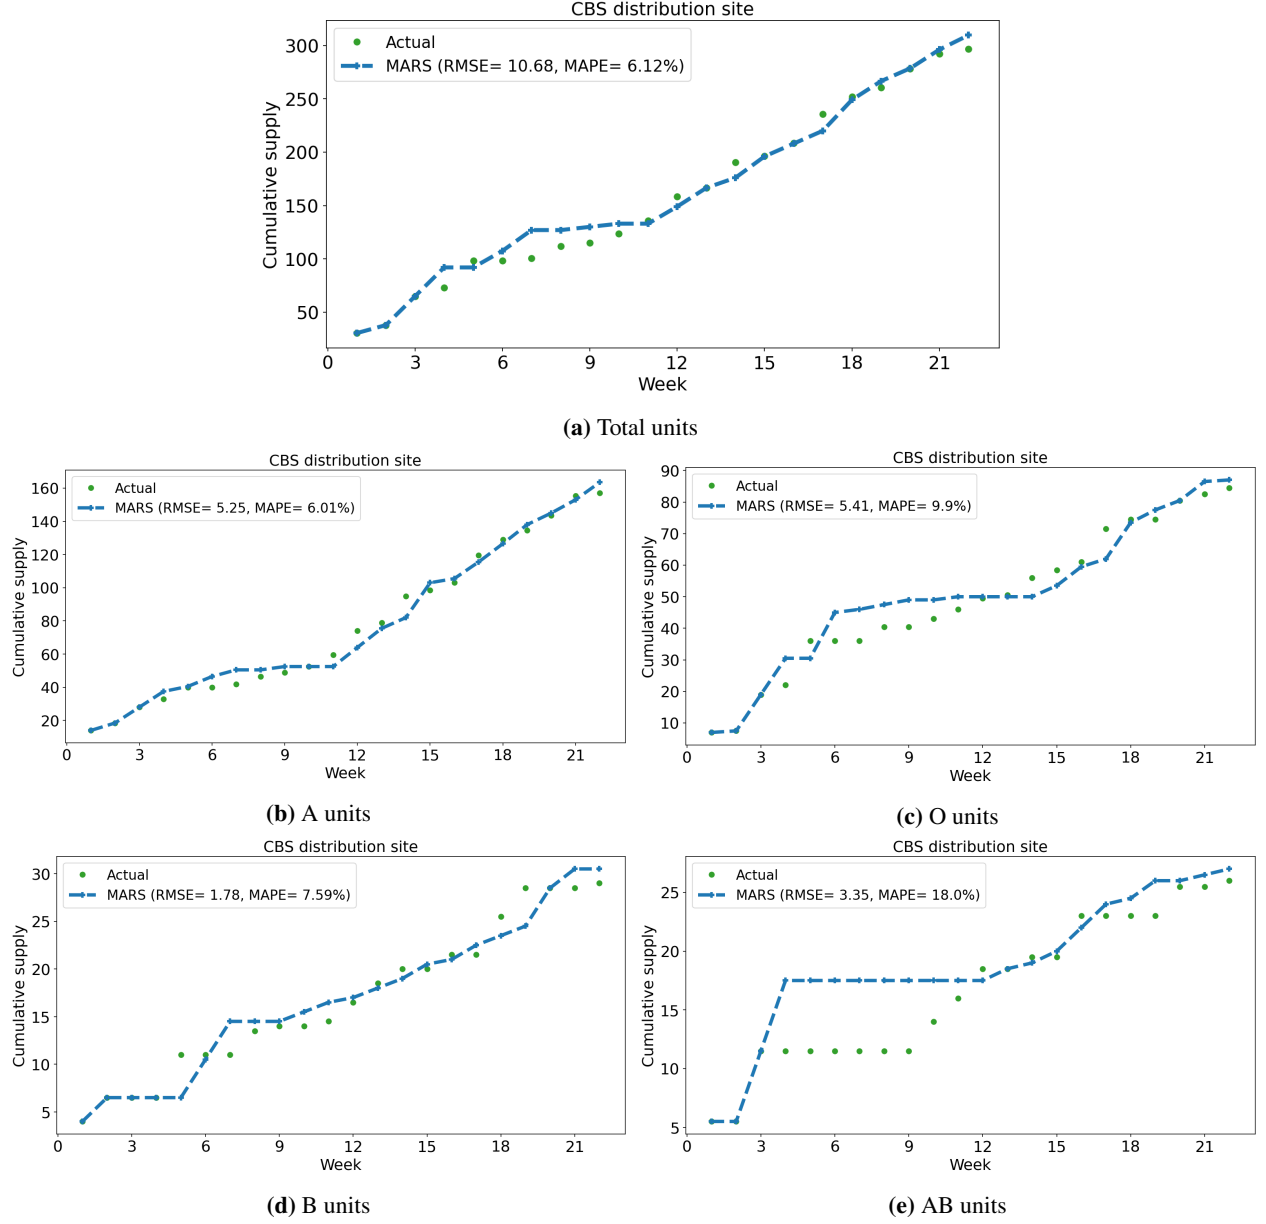 CBS distribution site
Actual
MARS (RMSE= 10.68, MAPE= 6.12%)
Cumulative supply
300
250
200
150
100
50
0 3 6 9 12 15 18 21
Week
(a) Total units
CBS distribution site
Actual
MARS (RMSE= 5.25, MAPE= 6.01%)
Cumulative supply
160
140
120
100
80
60
40
20
0 3 6 9 12 15 18 21
Week
(b) A units
CBS distribution site
Actual
MARS (RMSE= 5.41, MAPE= 9.9%)
Cumulative supply
90
80
70
60
50
40
30
20
10
0 3 6 9 12 15 18 21
Week
(c) O units
CBS distribution site
Actual
MARS (RMSE= 1.78, MAPE= 7.59%)
Cumulative supply
30
25
20
15
10
5
0 3 6 9 12 15 18 21
Week
(d) B units
CBS distribution site
Actual
MARS (RMSE= 3.35, MAPE= 18.0%)
Cumulative supply
25
20
15
10
5
0 3 6 9 12 15 18 21
Week
(e) AB units